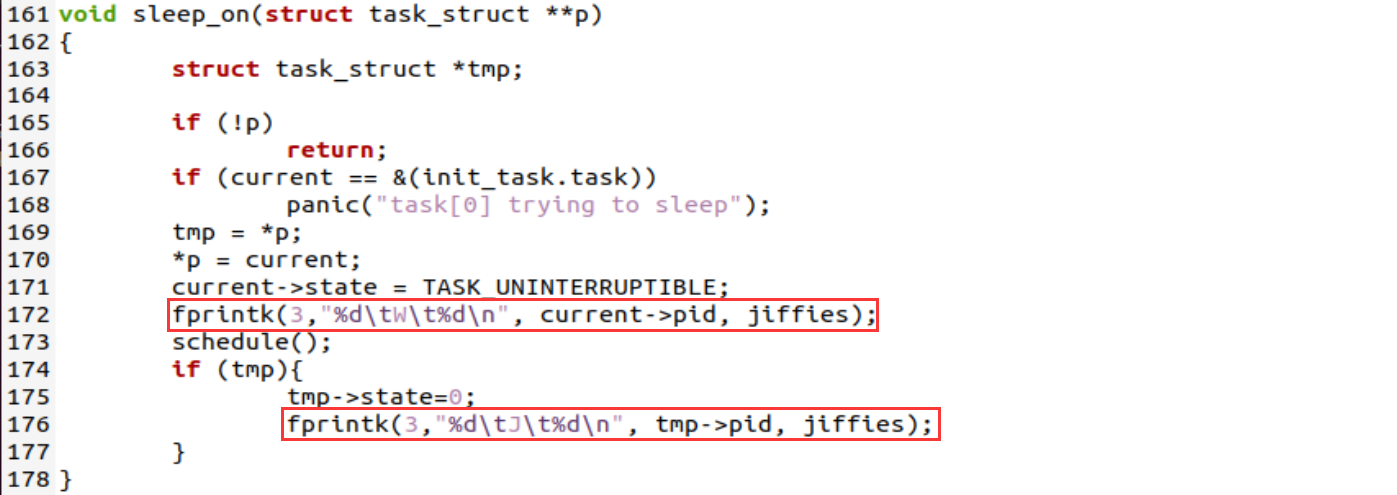 161 void sleep_on(struct task_struct **p)
162 {
163         struct task_struct *tmp;
164
165         if (!p)
166                 return;
167         if (current == &(init_task.task))
168                 panic("task[0] trying to sleep");
169         tmp = *p;
170         *p = current;
171         current->state = TASK_UNINTERRUPTIBLE;
172         fprintk(3,"%d\tW\t%d\n", current->pid, jiffies);
173         schedule();
174         if (tmp){
175                 tmp->state=0;
176                 fprintk(3,"%d\tJ\t%d\n", tmp->pid, jiffies);
177         }
178 }